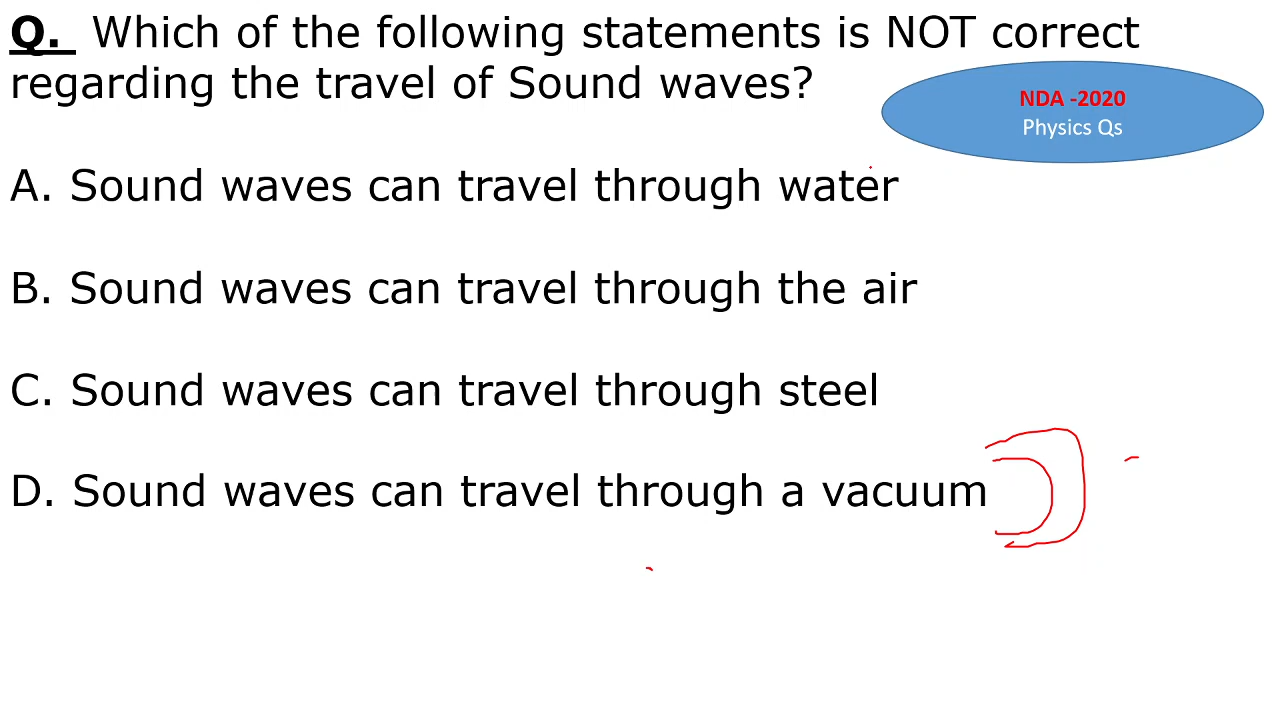 Q. Which of the following statements is NOT correct
regarding the travel of Sound waves?
NDA -2020
Physics Qs
A. Sound waves can travel through water
B. Sound waves can travel through the air
C. Sound waves can travel through steel
D. Sound waves can travel through a vacuum